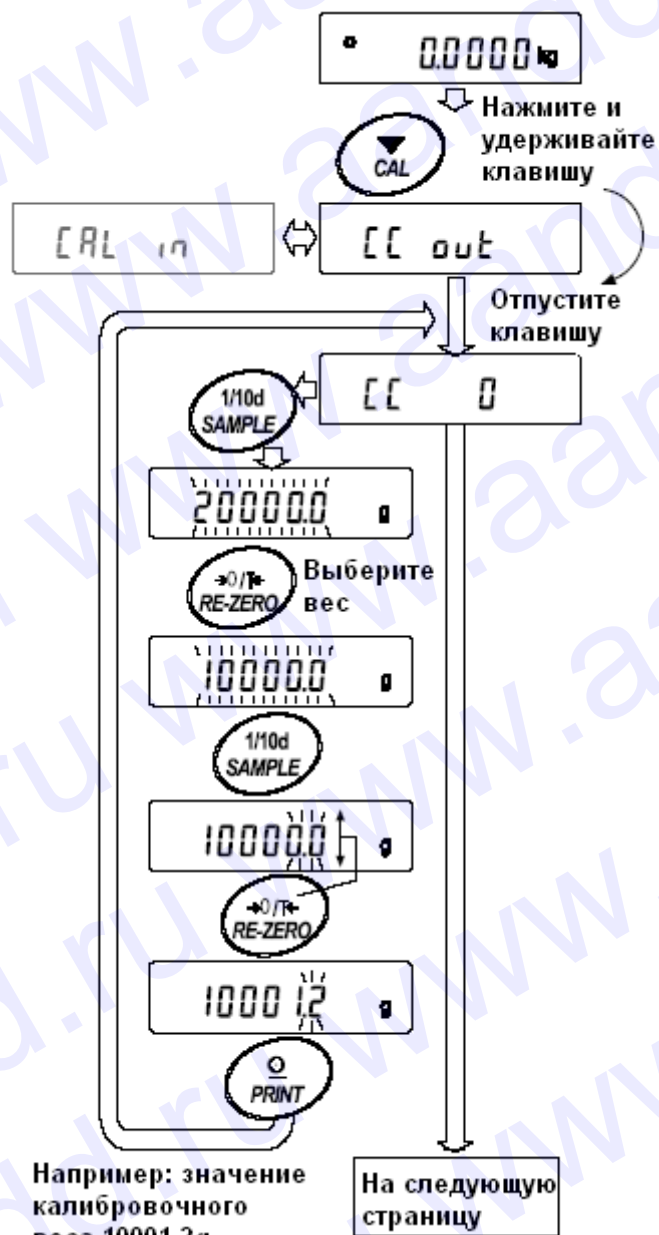 0.0000 kg
Нажмите и
удерживайте
клавишу
CAL
CAL in
CC out
Отпустите
клавишу
CC 0
1/10d
SAMPLE
20000.0 g
→0/T←
RE-ZERO
Выберите
вес
10000.0 g
1/10d
SAMPLE
10000.0 g
→0/T←
RE-ZERO
10001.2 g
PRINT
Например: значение
калибровочного
На следующую
страницу